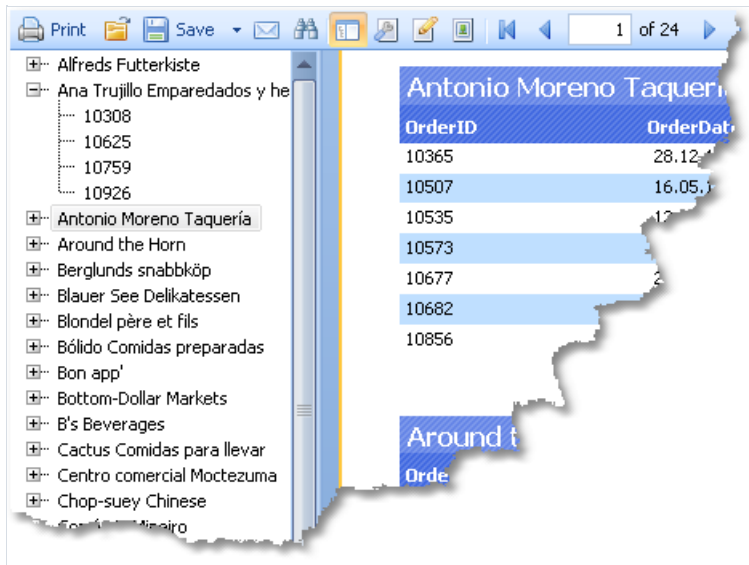 Print Save 1 of 24
Alfreds Futterkiste
Ana Trujillo Emparedados y he
10308
10625
10759
10926
Antonio Moreno Taquería
Around the Horn
Berglunds snabbköp
Blauer See Delikatessen
Blondel père et fils
Bólido Comidas preparadas
Bon app'
Bottom-Dollar Markets
B's Beverages
Cactus Comidas para llevar
Centro comercial Moctezuma
Chop-suey Chinese
Antonio Moreno Taquerí
OrderID OrderDat
10365 28.12.
10507 16.05.
10535 12
10573
10677 2
10682
10856
Around t
Orde